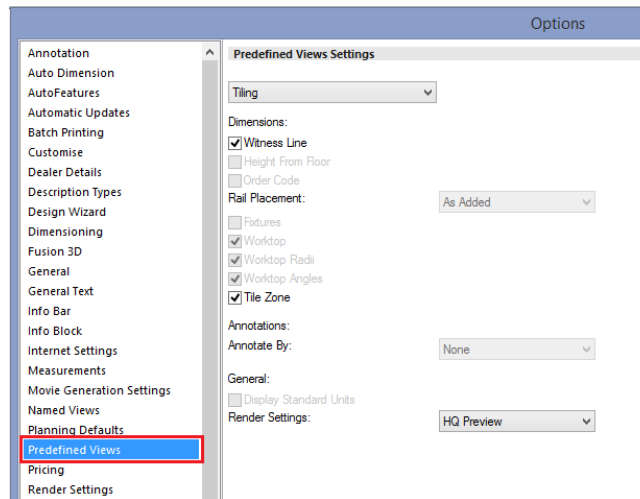 Options
Annotation
Auto Dimension
AutoFeatures
Automatic Updates
Batch Printing
Customise
Dealer Details
Description Types
Design Wizard
Dimensioning
Fusion 3D
General
General Text
Info Bar
Info Block
Internet Settings
Measurements
Movie Generation Settings
Named Views
Planning Defaults
Predefined Views
Pricing
Render Settings
Predefined Views Settings
Tiling
Dimensions:
Witness Line
Height From Floor
Order Code
Rail Placement: As Added
Fixtures
Worktop
Worktop Radii
Worktop Angles
Tile Zone
Annotations:
Annotate By: None
General:
Display Standard Units
Render Settings: HQ Preview